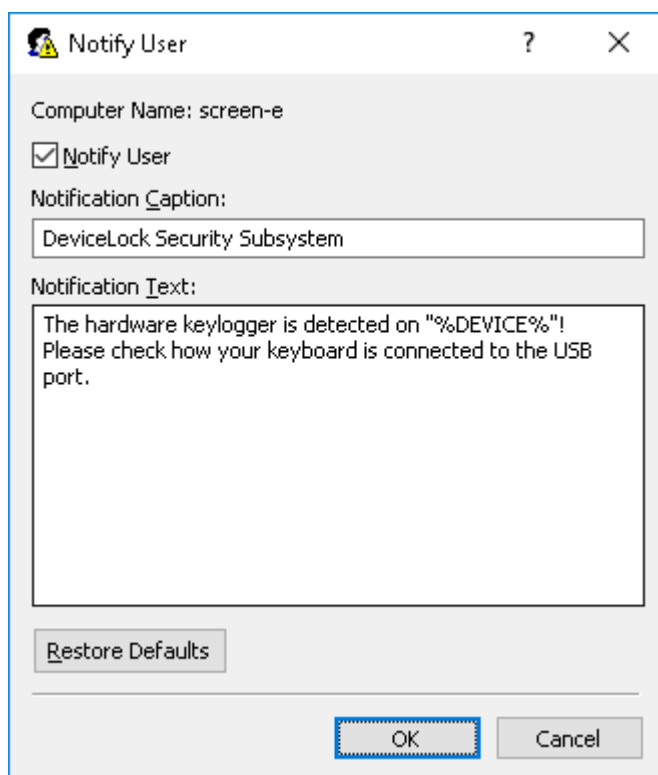 Notify User
Computer Name: screen-e
Notify User
Notification Caption:
DeviceLock Security Subsystem
Notification Text:
The hardware keylogger is detected on "%DEVICE%"!
Please check how your keyboard is connected to the USB
port.
Restore Defaults
OK Cancel